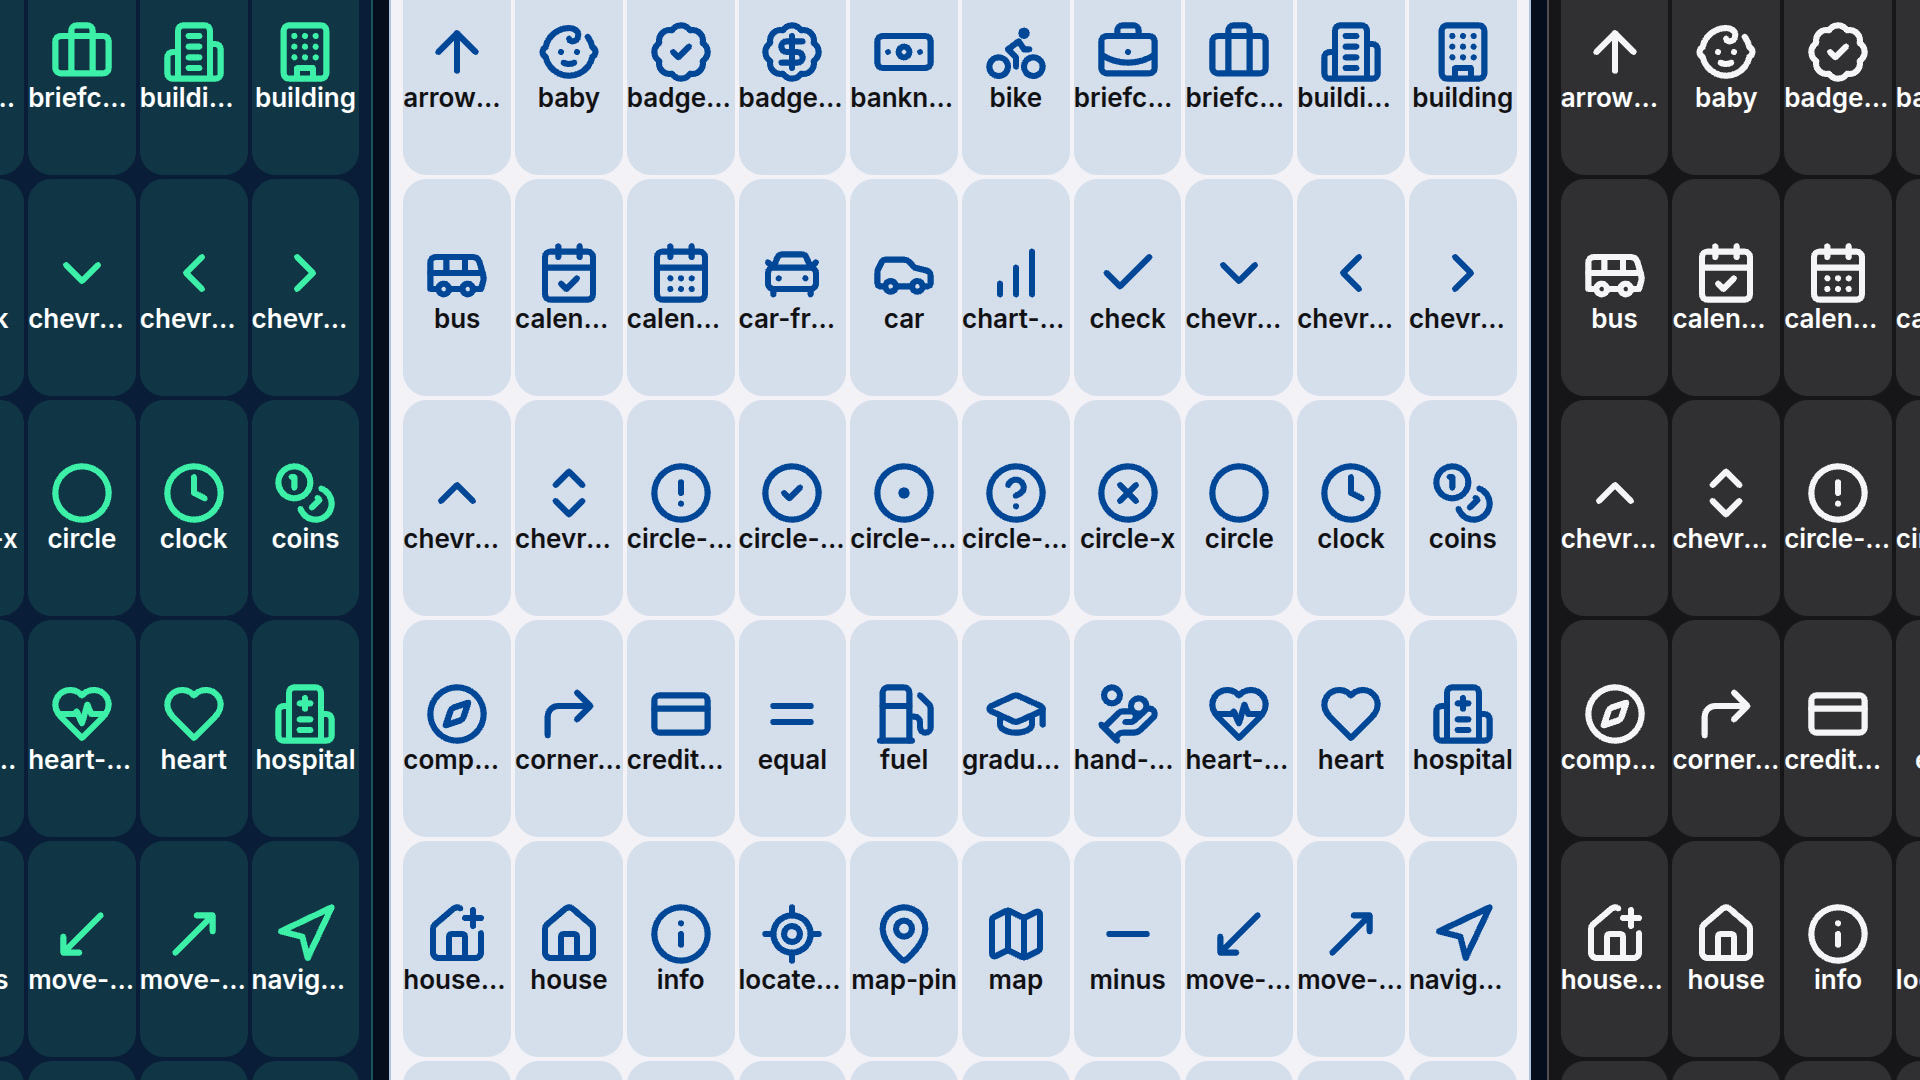 .. briefc... buildi... building
chevr... chevr... chevr...
-x circle clock coins
.. heart-... heart hospital
s move-... move-... navig...
arrow... baby badge... badge... bankn... bike briefc... briefc... buildi... building
bus calen... calen... car-fr... car chart-... check chevr... chevr... chevr...
chevr... chevr... circle-... circle-... circle-... circle-... circle-x circle clock coins
comp... corner... credit... equal fuel gradu... hand-... heart-... heart hospital
house... house info locate... map-pin map minus move-... move-... navig...
arrow... baby badge... ba
bus calen... calen... ca
chevr... chevr... circle-... ci
comp... corner... credit...
house... house info lo